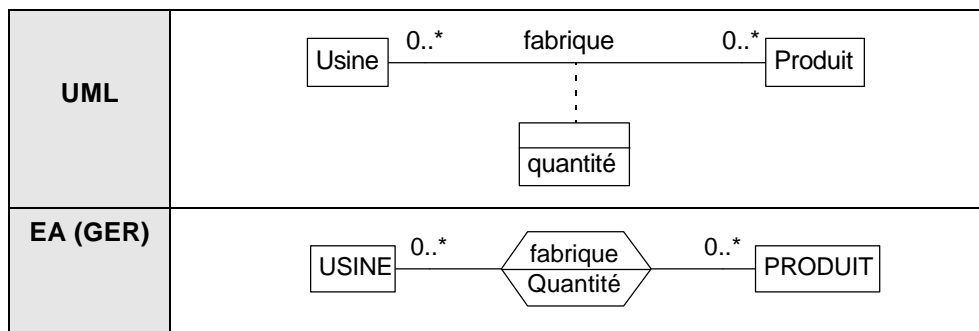 UML
0..* fabrique 0..*
Usine Produit
quantité
EA (GER)
0..* fabrique 0..*
USINE PRODUIT
Quantité